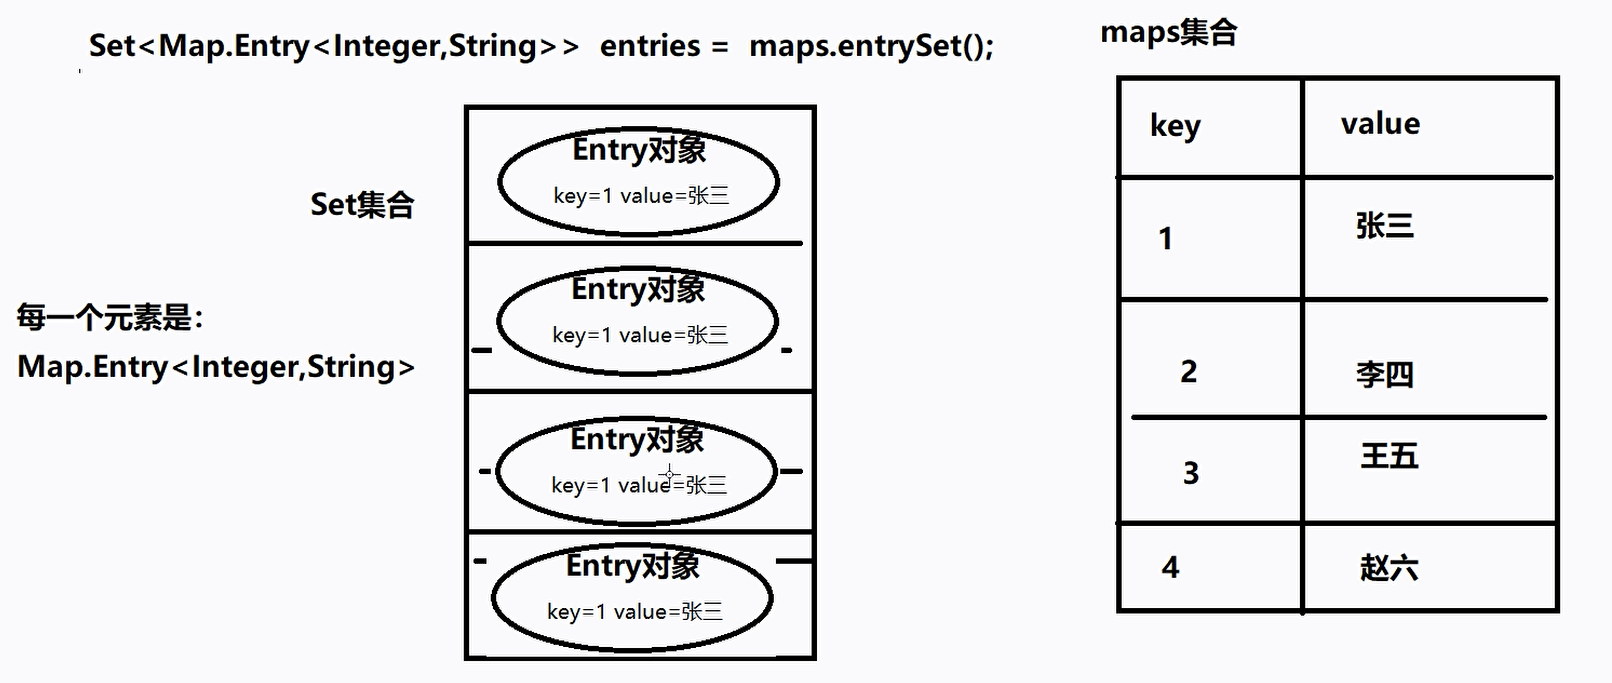 Set<Map.Entry<Integer,String>> entries = maps.entrySet();
maps集合
key value
1 张三
2 李四
3 王五
4 赵六
Set集合
每一个元素是：
Map.Entry<Integer,String>
Entry对象
key=1 value=张三
Entry对象
key=1 value=张三
Entry对象
key=1 value=张三
Entry对象
key=1 value=张三